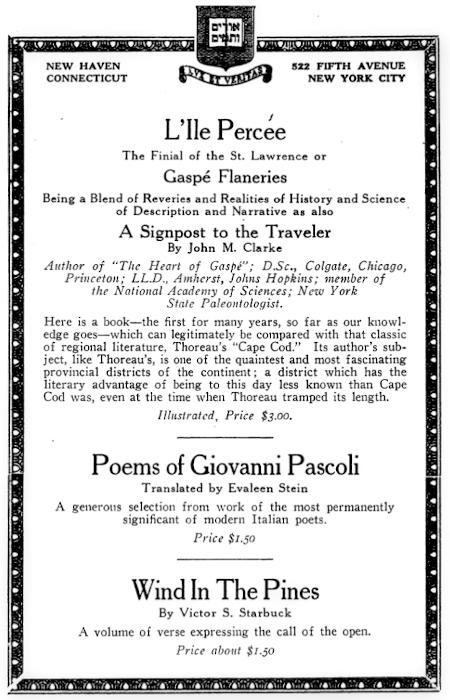 אורים
ותמים
LVX ET VERITAS
NEW HAVEN
CONNECTICUT
522 FIFTH AVENUE
NEW YORK CITY
L'Ile Percée
The Finial of the St. Lawrence or
Gaspé Flaneries
Being a Blend of Reveries and Realities of History and Science
of Description and Narrative as also
A Signpost to the Traveler
By John M. Clarke
Author of "The Heart of Gaspé"; D.Sc., Colgate, Chicago,
Princeton; LL.D., Amherst, Johns Hopkins; member of
the National Academy of Sciences; New York
State Paleontologist.
Here is a book—the first for many years, so far as our knowl-
edge goes—which can legitimately be compared with that classic
of regional literature, Thoreau's "Cape Cod." Its author's sub-
ject, like Thoreau's, is one of the quaintest and most fascinating
provincial districts of the continent; a district which has the
literary advantage of being to this day less known than Cape
Cod was, even at the time when Thoreau tramped its length.
Illustrated, Price $3.00.
Poems of Giovanni Pascoli
Translated by Evaleen Stein
A generous selection from work of the most permanently
significant of modern Italian poets.
Price $1.50
Wind In The Pines
By Victor S. Starbuck
A volume of verse expressing the call of the open.
Price about $1.50